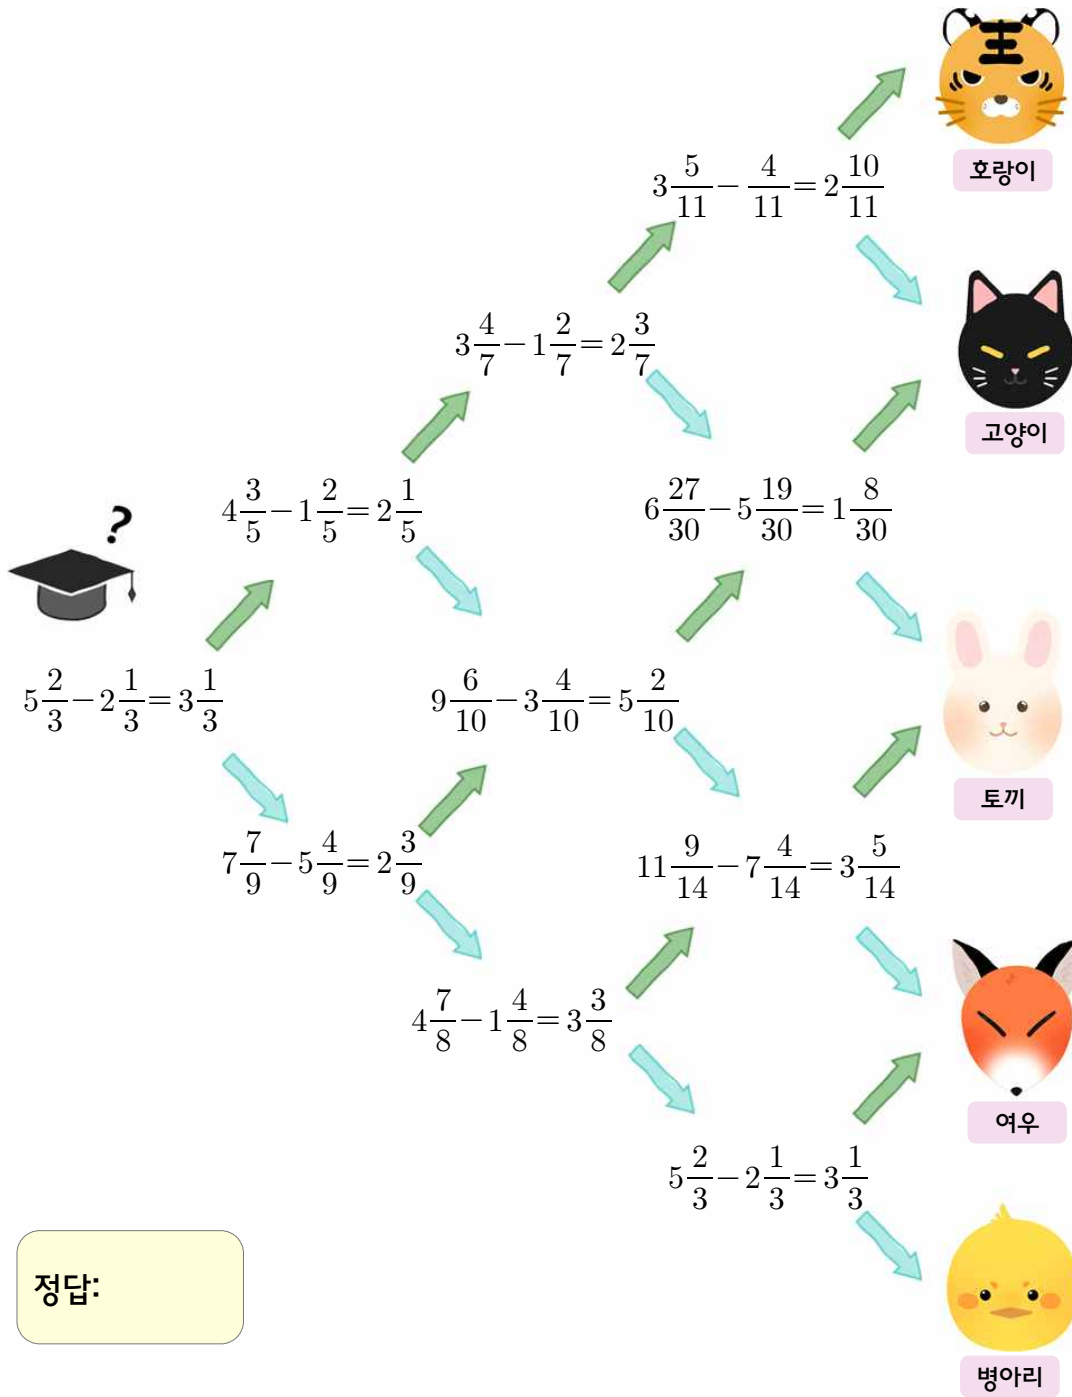 王
호랑이
3 5/11 - 4/11 = 2 10/11
고양이
3 4/7 - 1 2/7 = 2 3/7
4 3/5 - 1 2/5 = 2 1/5
6 27/30 - 5 19/30 = 1 8/30
?
5 2/3 - 2 1/3 = 3 1/3
9 6/10 - 3 4/10 = 5 2/10
토끼
7 7/9 - 5 4/9 = 2 3/9
11 9/14 - 7 4/14 = 3 5/14
4 7/8 - 1 4/8 = 3 3/8
여우
5 2/3 - 2 1/3 = 3 1/3
정답:
병아리